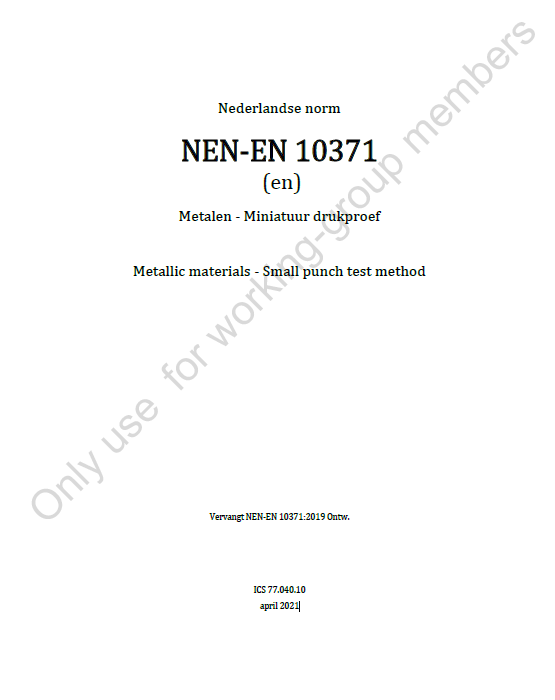 Nederlandse norm
NEN-EN 10371
(en)
Metalen - Miniatuur drukproef
Metallic materials - Small punch test method
Only use for working-group members
Vervangt NEN-EN 10371:2019 Ontw.
ICS 77.040.10
april 2021